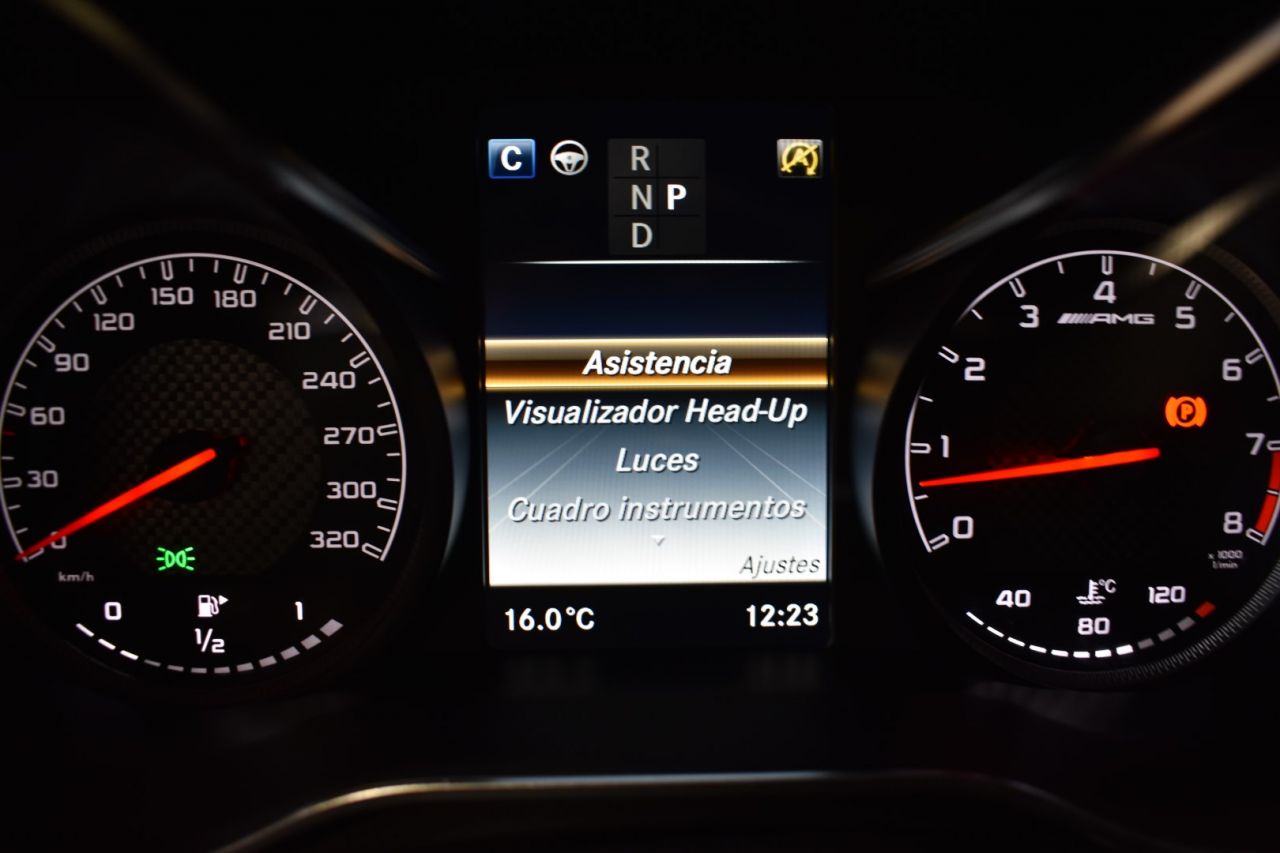 C
R
N P
D
0
30
60
90
120
150
180
210
240
270
300
320
km/h
0
1/2
1
Asistencia
Visualizador Head-Up
Luces
Cuadro instrumentos
Ajustes
16.0°C
12:23
0
1
2
3
4
5
6
7
8
AMG
P
x 1000
1/min
°C
40
80
120